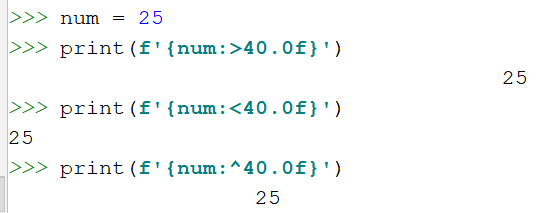 >>> num = 25
>>> print(f'{num:>40.0f}')
                                      25
>>> print(f'{num:<40.0f}')
25
>>> print(f'{num:^40.0f}')
                   25